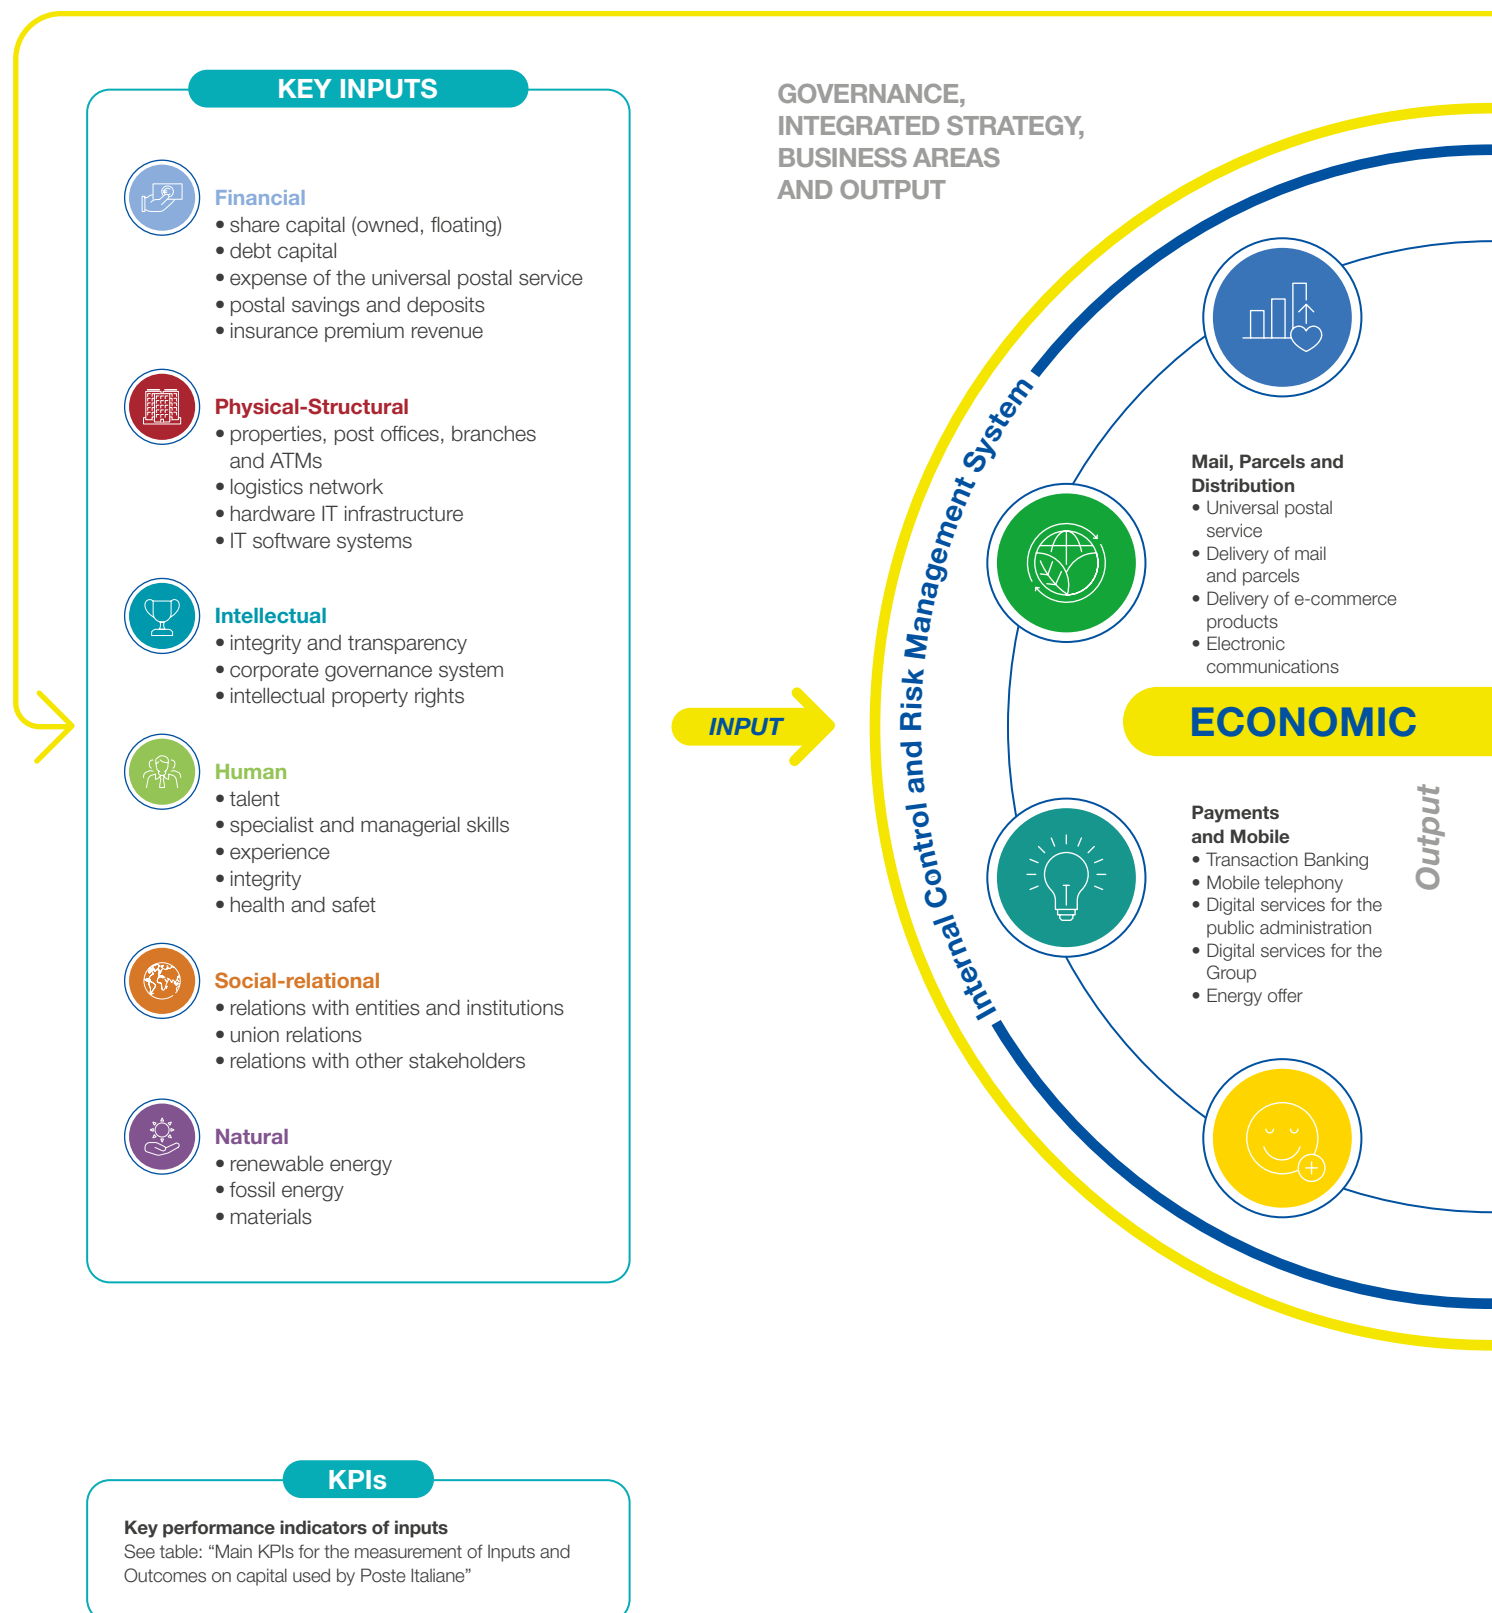 KEY INPUTS
Financial
• share capital (owned, floating)
• debt capital
• expense of the universal postal service
• postal savings and deposits
• insurance premium revenue
Physical-Structural
• properties, post offices, branches
and ATMs
• logistics network
• hardware IT infrastructure
• IT software systems
Intellectual
• integrity and transparency
• corporate governance system
• intellectual property rights
Human
• talent
• specialist and managerial skills
• experience
• integrity
• health and safet
Social-relational
• relations with entities and institutions
• union relations
• relations with other stakeholders
Natural
• renewable energy
• fossil energy
• materials
INPUT
GOVERNANCE,
INTEGRATED STRATEGY,
BUSINESS AREAS
AND OUTPUT
Internal Control and Risk Management System
Mail, Parcels and
Distribution
• Universal postal
service
• Delivery of mail
and parcels
• Delivery of e-commerce
products
• Electronic
communications
ECONOMIC
Payments
and Mobile
• Transaction Banking
• Mobile telephony
• Digital services for the
public administration
• Digital services for the
Group
• Energy offer
Output
KPIs
Key performance indicators of inputs
See table: “Main KPIs for the measurement of Inputs and
Outcomes on capital used by Poste Italiane”